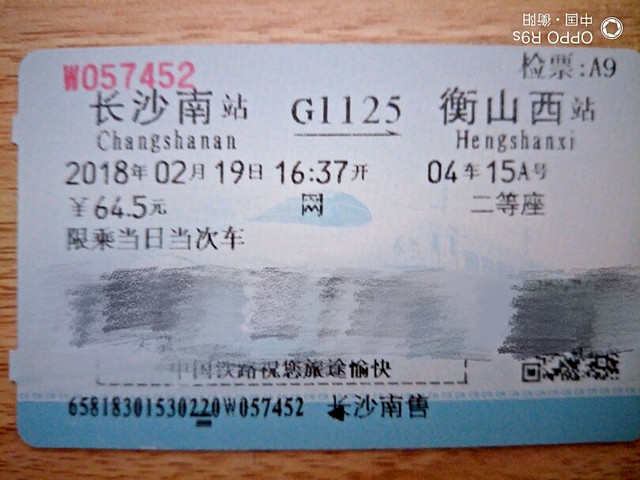 OPPO R9s
中国·衡阳
W057452
检票:A9
长沙南站 G1125 衡山西站
Changshanan Hengshanxi
2018年02月19日16:37开 04车15A号
￥64.5元 网 二等座
限乘当日当次车
中国铁路祝您旅途愉快
65818301530220W057452 长沙南售